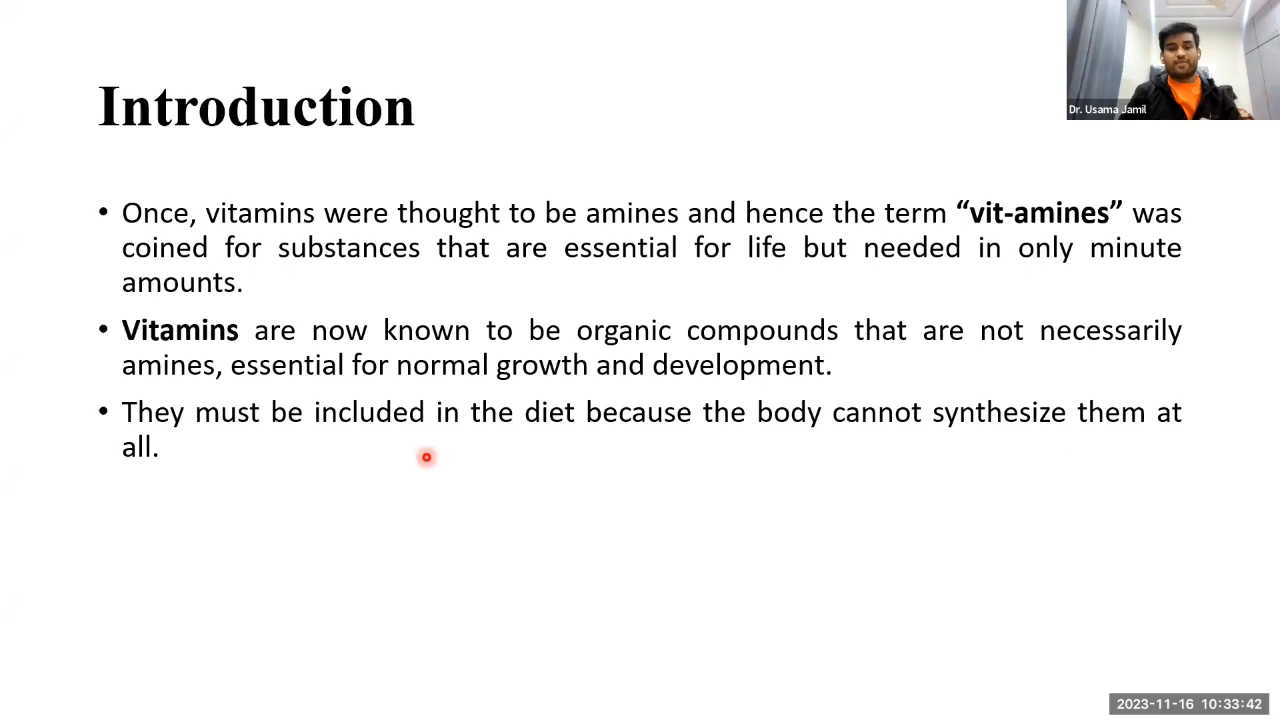 Introduction
Dr. Usama Jamil
• Once, vitamins were thought to be amines and hence the term “vit-amines” was
coined for substances that are essential for life but needed in only minute
amounts.
• Vitamins are now known to be organic compounds that are not necessarily
amines, essential for normal growth and development.
• They must be included in the diet because the body cannot synthesize them at
all.
2023-11-16 10:33:42